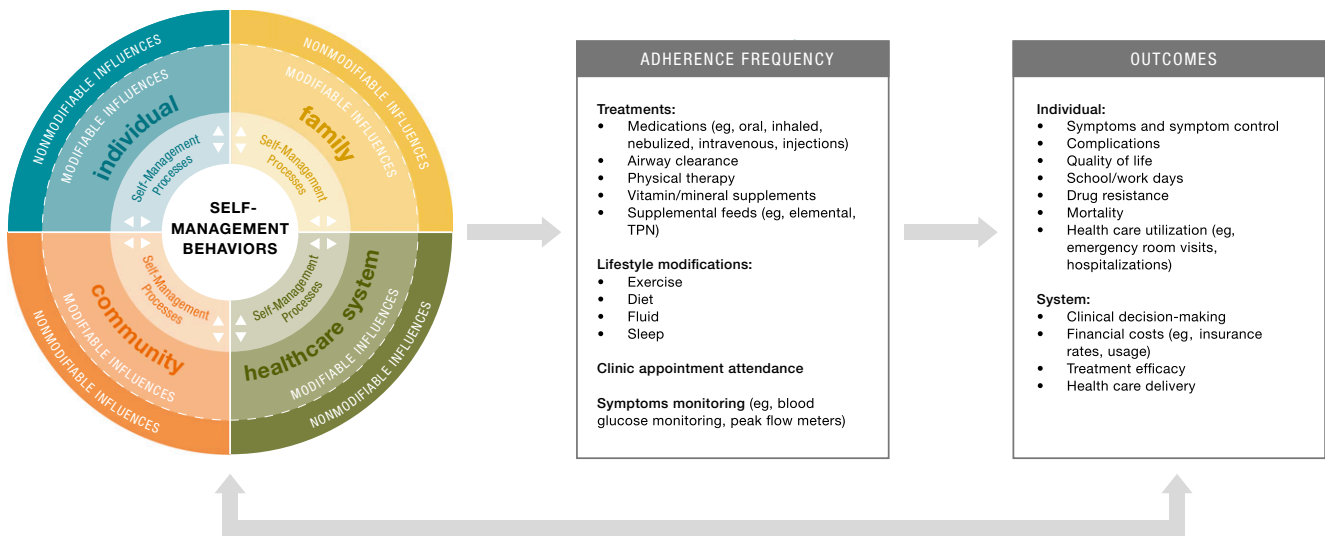 NONMODIFIABLE INFLUENCES
MODIFIABLE INFLUENCES
individual
Self-Management
Processes
NONMODIFIABLE INFLUENCES
MODIFIABLE INFLUENCES
family
Self-Management
Processes
SELF-
MANAGEMENT
BEHAVIORS
Self-Management
Processes
community
MODIFIABLE INFLUENCES
NONMODIFIABLE INFLUENCES
Self-Management
Processes
healthcare system
MODIFIABLE INFLUENCES
NONMODIFIABLE INFLUENCES
ADHERENCE FREQUENCY
Treatments:
• Medications (eg, oral, inhaled,
nebulized, intravenous, injections)
• Airway clearance
• Physical therapy
• Vitamin/mineral supplements
• Supplemental feeds (eg, elemental,
TPN)
Lifestyle modifications:
• Exercise
• Diet
• Fluid
• Sleep
Clinic appointment attendance
Symptoms monitoring (eg, blood
glucose monitoring, peak flow meters)
OUTCOMES
Individual:
• Symptoms and symptom control
• Complications
• Quality of life
• School/work days
• Drug resistance
• Mortality
• Health care utilization (eg,
emergency room visits,
hospitalizations)
System:
• Clinical decision-making
• Financial costs (eg, insurance
rates, usage)
• Treatment efficacy
• Health care delivery